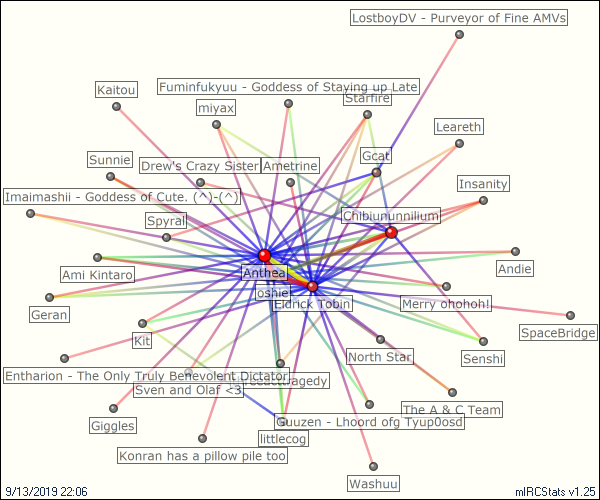 LostboyDV - Purveyor of Fine AMVs
Kaitou
Fuminfukyuu - Goddess of Staying up Late
miyax
Starfire
Leareth
Sunnie
Drew's Crazy Sister
Ametrine
Gcat
Insanity
Imaimashii - Goddess of Cute. (^)-(^)
Spyral
Chibiununnilium
Ami Kintaro
Anthea
Andie
oshie
Eldrick Tobin
Merry ohohoh!
Geran
SpaceBridge
Kit
North Star
Senshi
Entharion - The Only Truly Benevolent Dictator
Sven and Olaf <3
The A & C Team
Giggles
Guuzen - Lhoord ofg Tyup0osd
littlecog
Konran has a pillow pile too
Washuu
9/13/2019 22:06
mIRCStats v1.25